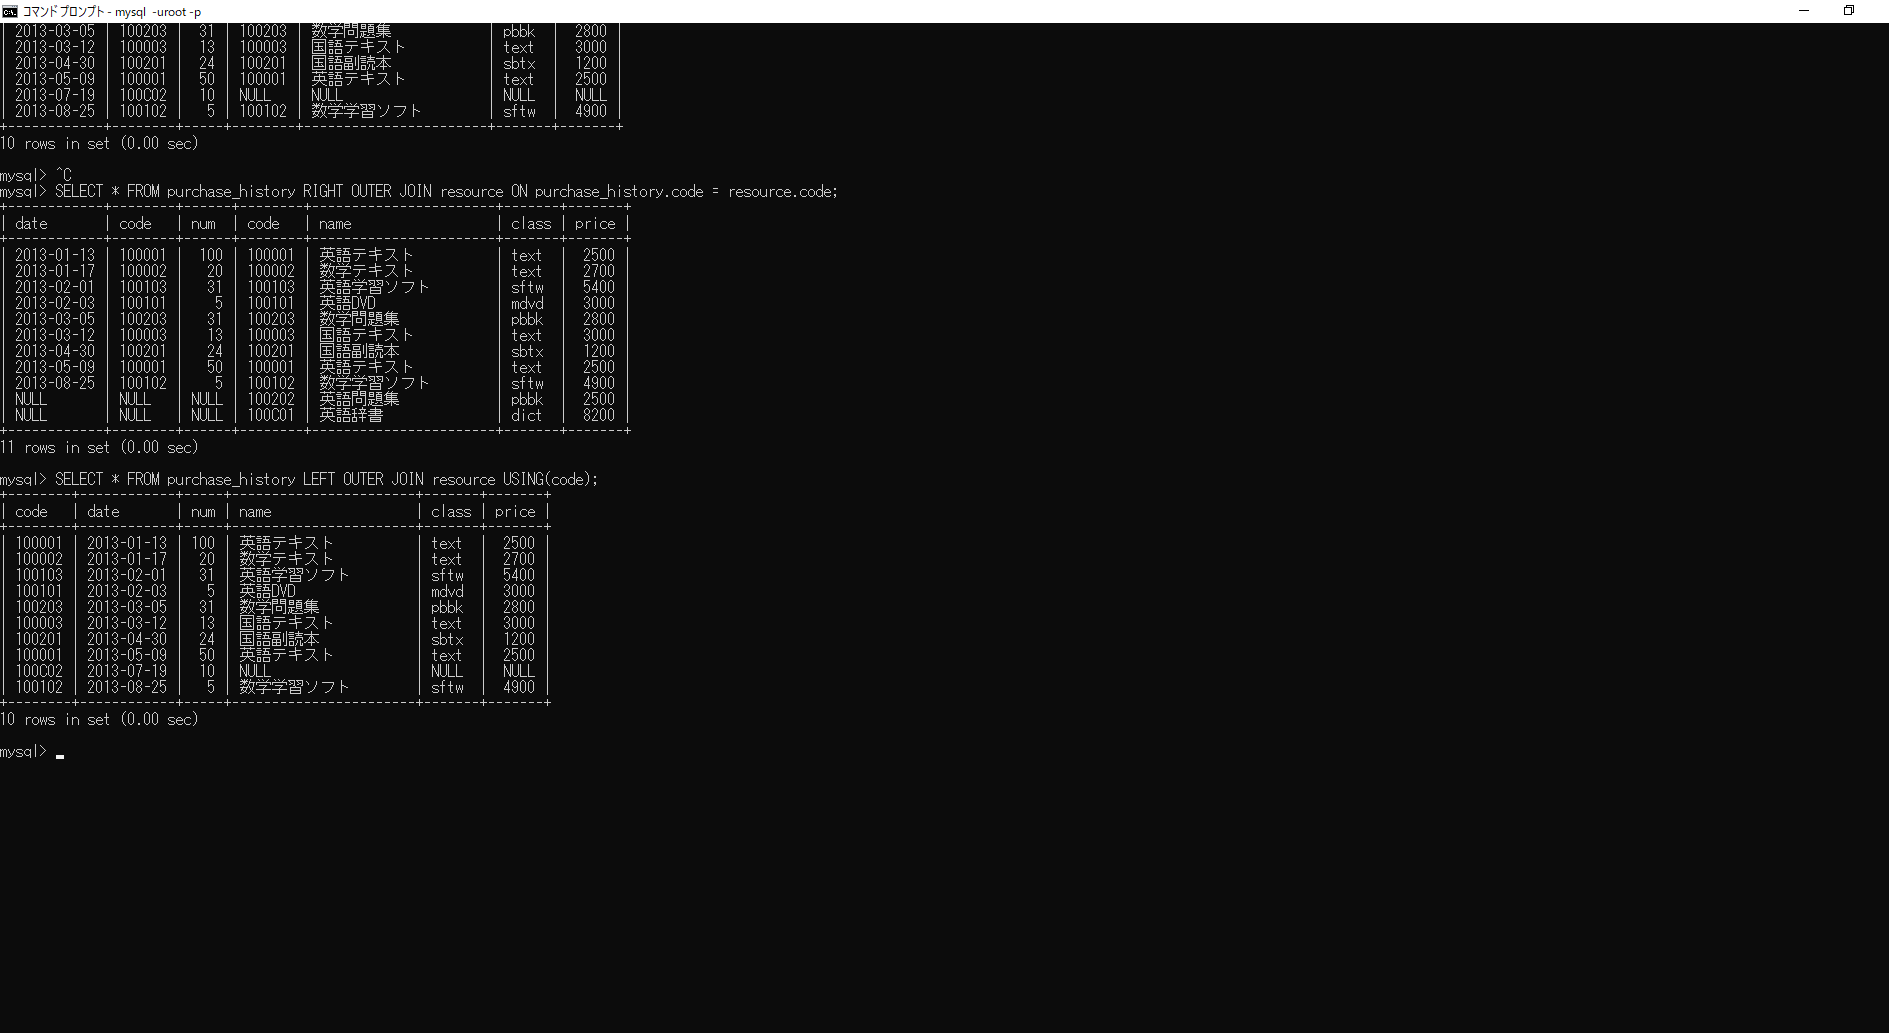 コマンド プロンプト - mysql  -uroot -p
| 2013-03-05 | 100203 |  31 | 100203 | 数学問題集             | pbbk  |  2800 |
| 2013-03-12 | 100003 |  13 | 100003 | 国語テキスト           | text  |  3000 |
| 2013-04-30 | 100201 |  24 | 100201 | 国語副読本             | sbtx  |  1200 |
| 2013-05-09 | 100001 |  50 | 100001 | 英語テキスト           | text  |  2500 |
| 2013-07-19 | 100C02 |  10 | NULL   | NULL                   | NULL  |  NULL |
| 2013-08-25 | 100102 |   5 | 100102 | 数学学習ソフト         | sftw  |  4900 |
+------------+--------+-----+--------+-----------------------+-------+-------+
10 rows in set (0.00 sec)
mysql> ^C
mysql> SELECT * FROM purchase_history RIGHT OUTER JOIN resource ON purchase_history.code = resource.code;
+------------+--------+------+--------+-----------------------+-------+-------+
| date       | code   | num  | code   | name                  | class | price |
+------------+--------+------+--------+-----------------------+-------+-------+
| 2013-01-13 | 100001 |  100 | 100001 | 英語テキスト          | text  |  2500 |
| 2013-01-17 | 100002 |   20 | 100002 | 数学テキスト          | text  |  2700 |
| 2013-02-01 | 100103 |   31 | 100103 | 英語学習ソフト        | sftw  |  5400 |
| 2013-02-03 | 100101 |    5 | 100101 | 英語DVD               | mdvd  |  3000 |
| 2013-03-05 | 100203 |   31 | 100203 | 数学問題集            | pbbk  |  2800 |
| 2013-03-12 | 100003 |   13 | 100003 | 国語テキスト          | text  |  3000 |
| 2013-04-30 | 100201 |   24 | 100201 | 国語副読本            | sbtx  |  1200 |
| 2013-05-09 | 100001 |   50 | 100001 | 英語テキスト          | text  |  2500 |
| 2013-08-25 | 100102 |    5 | 100102 | 数学学習ソフト        | sftw  |  4900 |
| NULL       | NULL   | NULL | 100202 | 英語問題集            | pbbk  |  2500 |
| NULL       | NULL   | NULL | 100C01 | 英語辞書              | dict  |  8200 |
+------------+--------+------+--------+-----------------------+-------+-------+
11 rows in set (0.00 sec)
mysql> SELECT * FROM purchase_history LEFT OUTER JOIN resource USING(code);
+--------+------------+-----+-----------------------+-------+-------+
| code   | date       | num | name                  | class | price |
+--------+------------+-----+-----------------------+-------+-------+
| 100001 | 2013-01-13 | 100 | 英語テキスト          | text  |  2500 |
| 100002 | 2013-01-17 |  20 | 数学テキスト          | text  |  2700 |
| 100103 | 2013-02-01 |  31 | 英語学習ソフト        | sftw  |  5400 |
| 100101 | 2013-02-03 |   5 | 英語DVD               | mdvd  |  3000 |
| 100203 | 2013-03-05 |  31 | 数学問題集            | pbbk  |  2800 |
| 100003 | 2013-03-12 |  13 | 国語テキスト          | text  |  3000 |
| 100201 | 2013-04-30 |  24 | 国語副読本            | sbtx  |  1200 |
| 100001 | 2013-05-09 |  50 | 英語テキスト          | text  |  2500 |
| 100C02 | 2013-07-19 |  10 | NULL                  | NULL  |  NULL |
| 100102 | 2013-08-25 |   5 | 数学学習ソフト        | sftw  |  4900 |
+--------+------------+-----+-----------------------+-------+-------+
10 rows in set (0.00 sec)
mysql> _